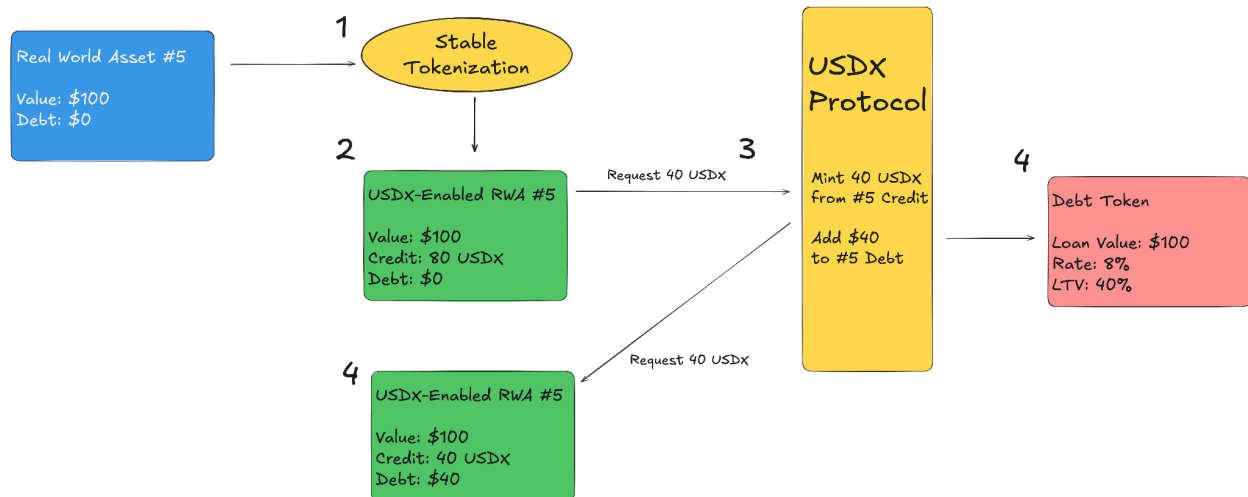 Real World Asset #5
Value: $100
Debt: $0
1
Stable
Tokenization
2
USDX-Enabled RWA #5
Value: $100
Credit: 80 USDX
Debt: $0
Request 40 USDX
3
USDX
Protocol
Mint 40 USDX
from #5 Credit
Add $40
to #5 Debt
4
Debt Token
Loan Value: $100
Rate: 8%
LTV: 40%
Request 40 USDX
4
USDX-Enabled RWA #5
Value: $100
Credit: 40 USDX
Debt: $40